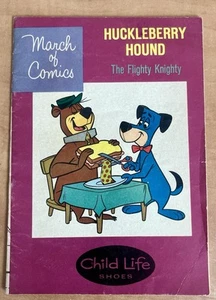 March
of
Comics
HUCKLEBERRY
HOUND
The Flighty Knighty
Child Life
SHOES